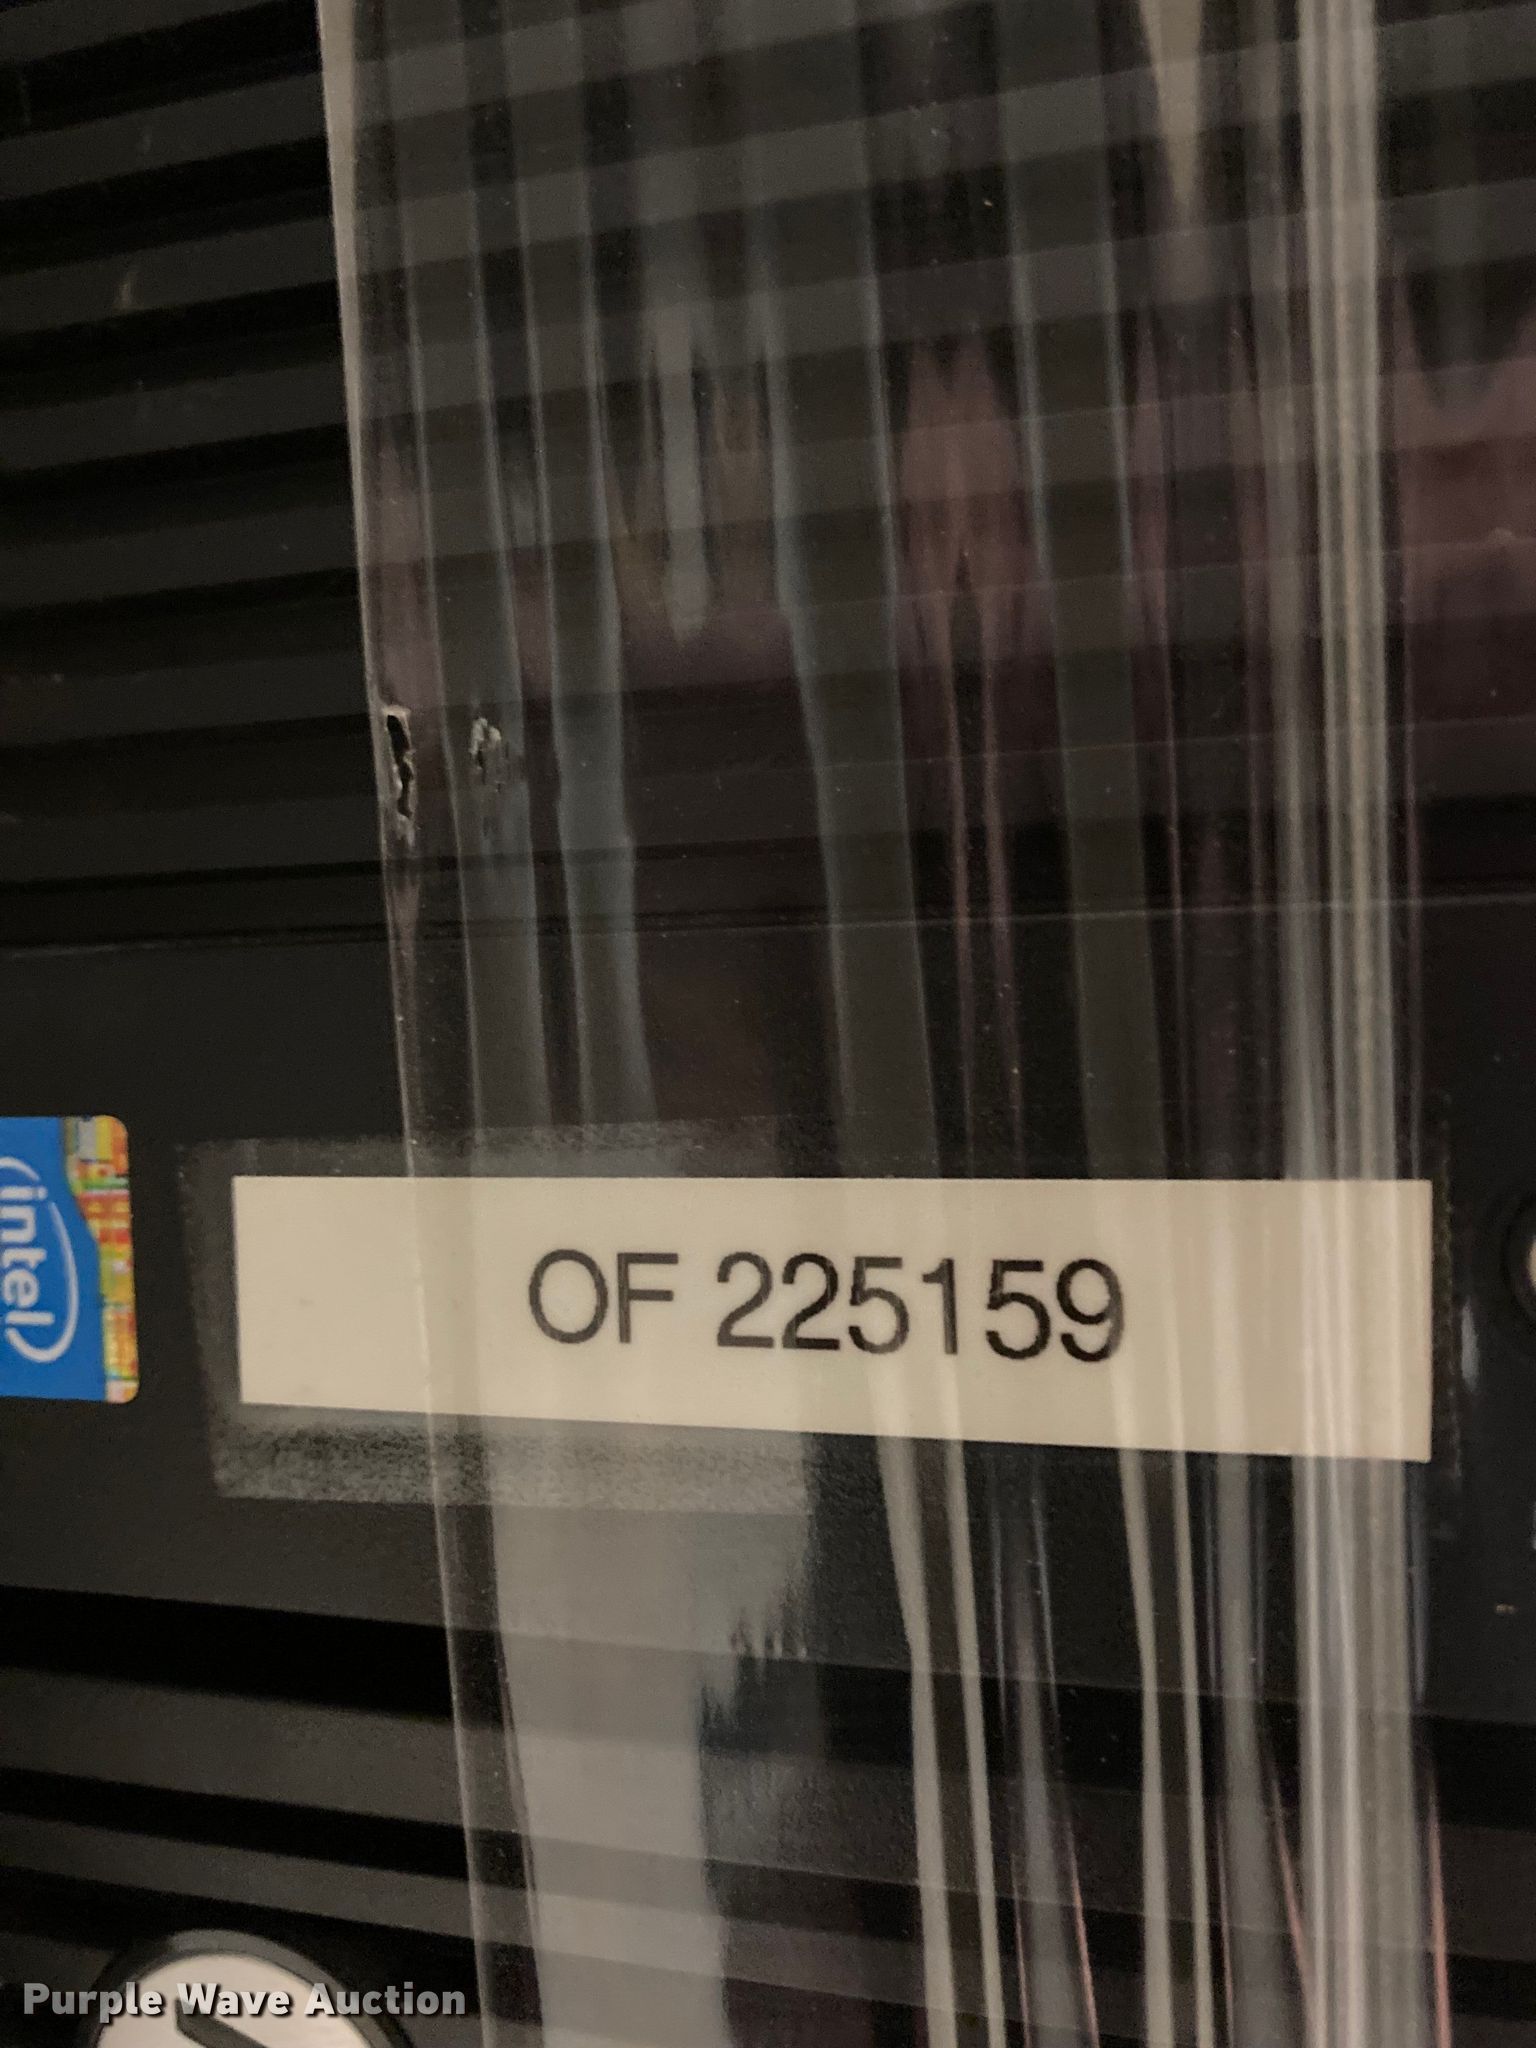 intel
OF 225159
Purple Wave Auction